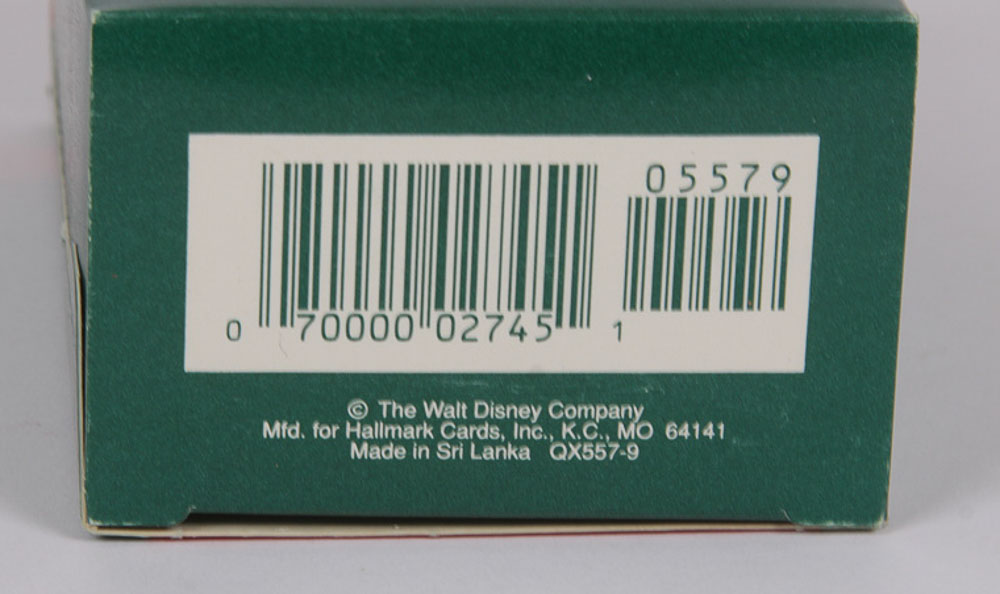 05579
0 70000 02745 1
© The Walt Disney Company
Mfd. for Hallmark Cards, Inc., K.C., MO 64141
Made in Sri Lanka QX557-9